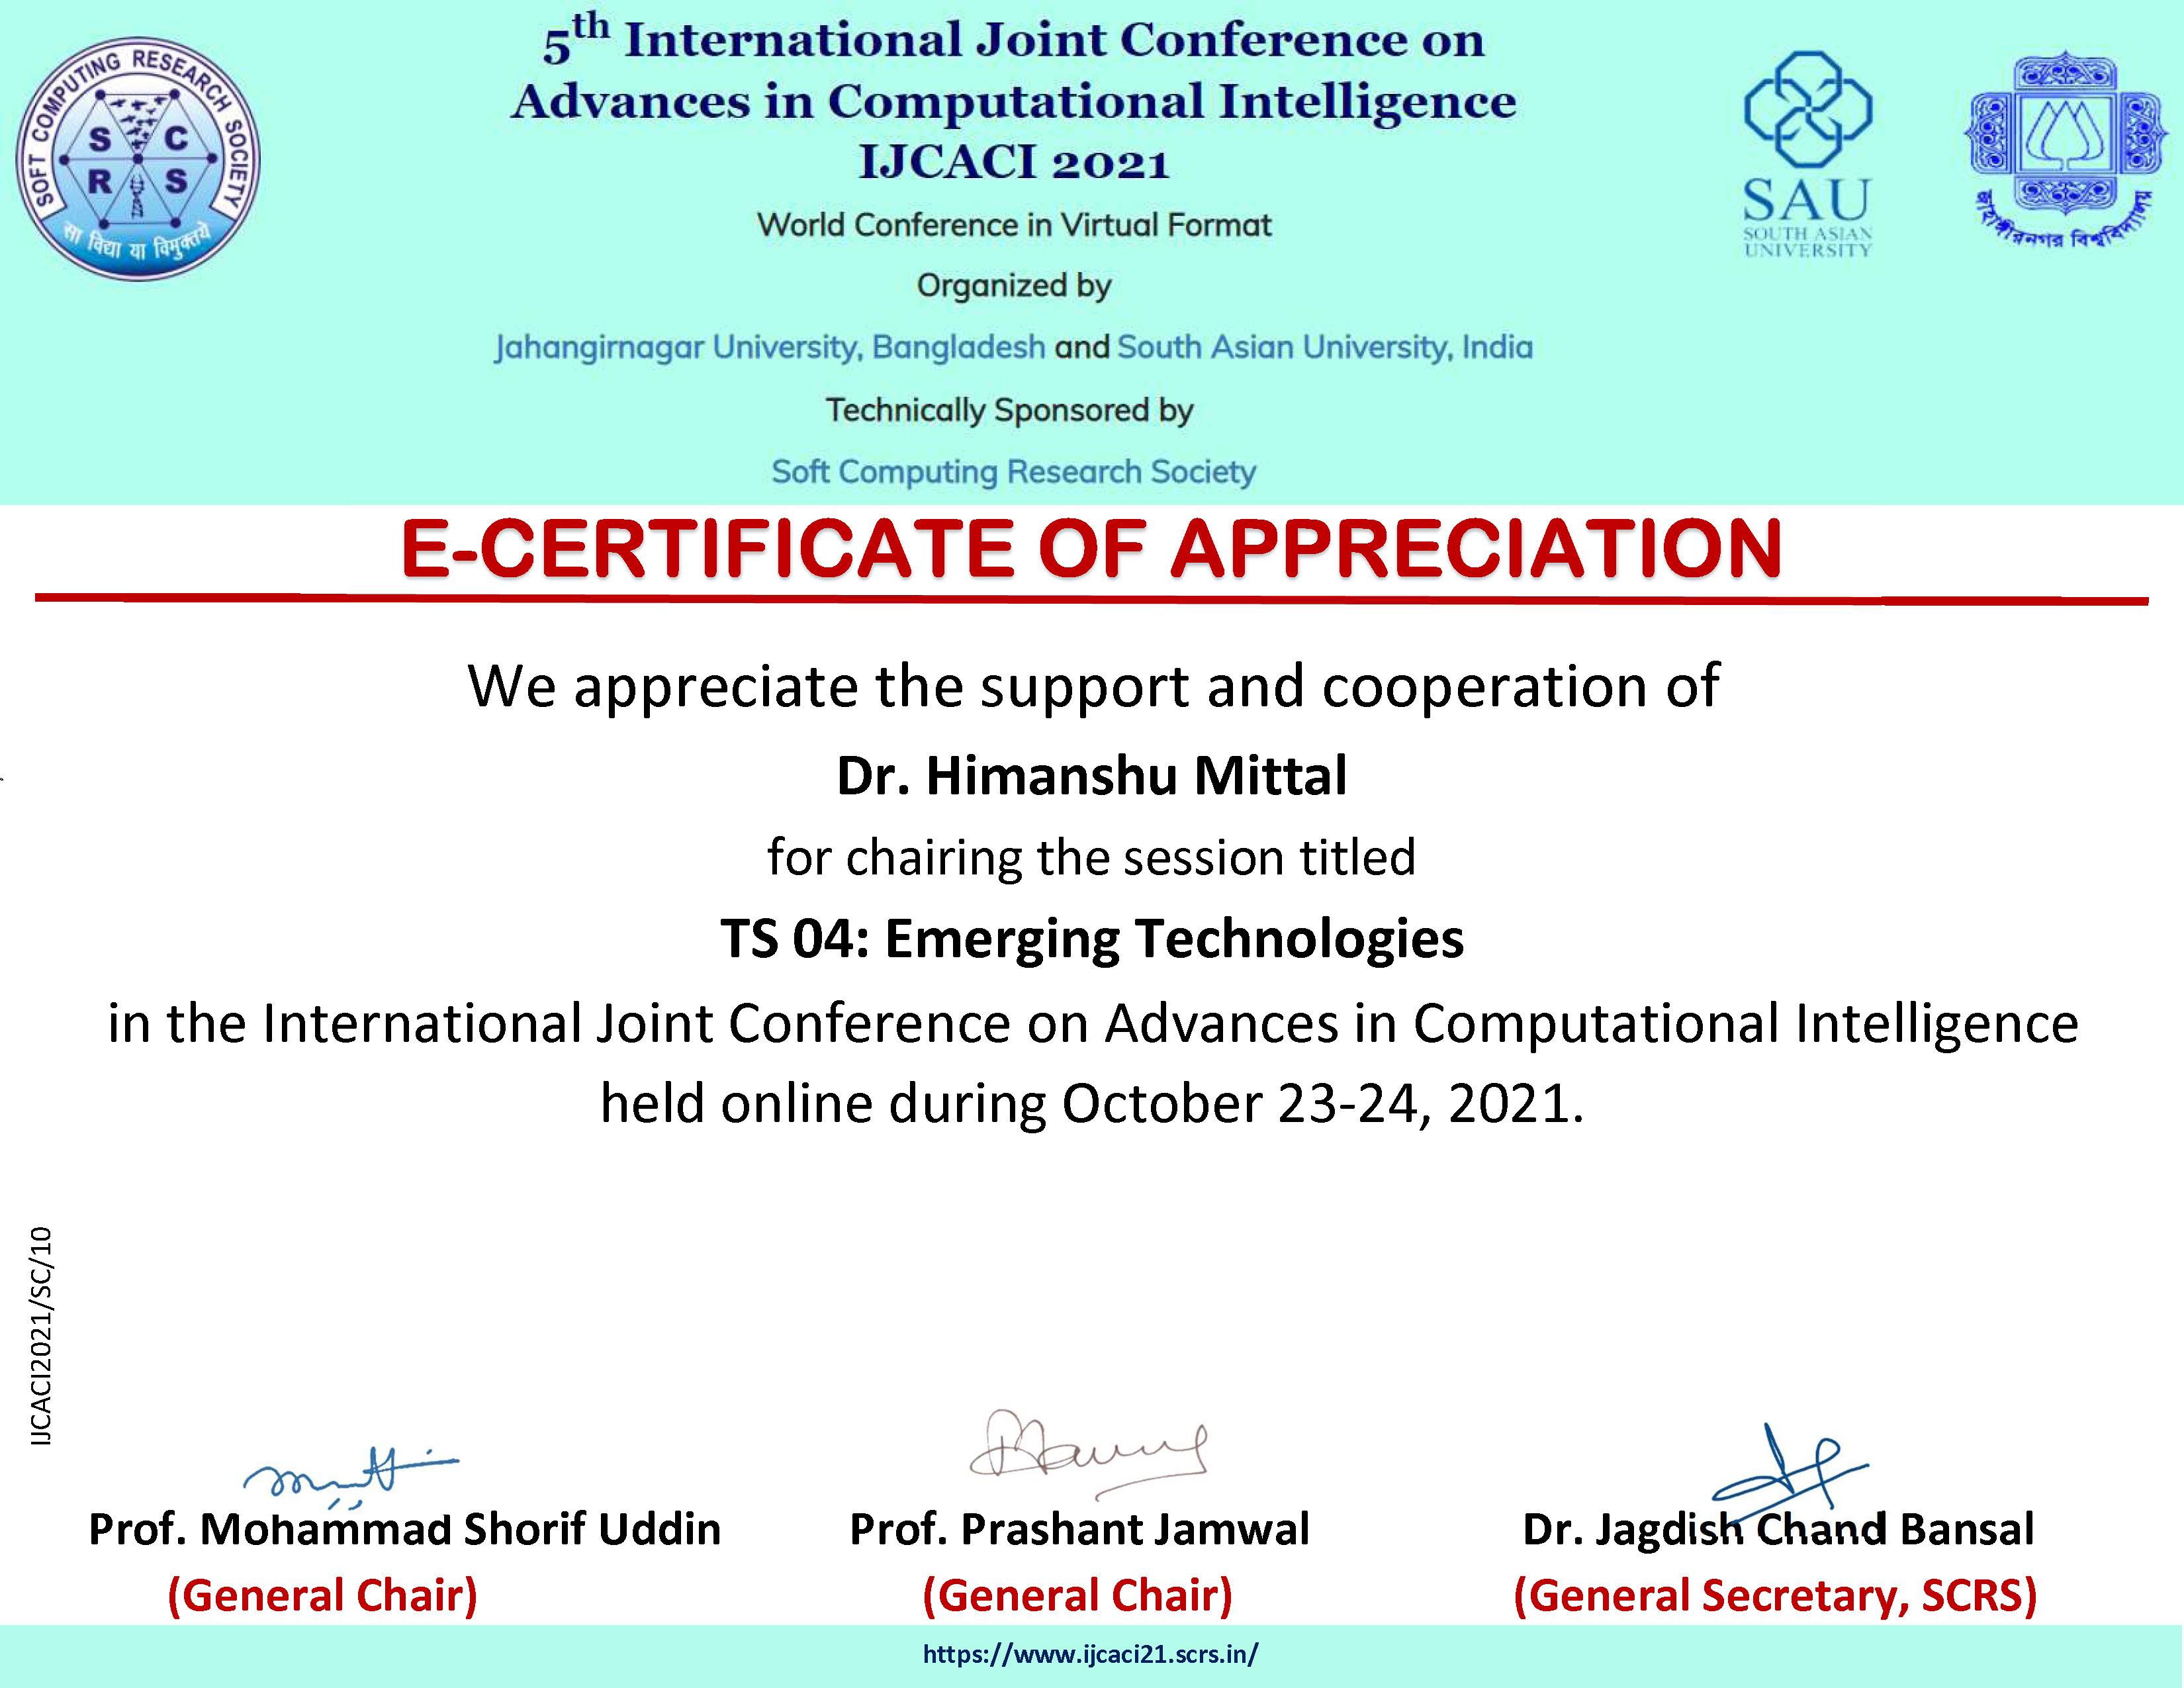 SOFT COMPUTING RESEARCH SOCIETY
S C
R S
सा विद्या या विमुक्तये
5th International Joint Conference on
Advances in Computational Intelligence
IJCACI 2021
World Conference in Virtual Format
Organized by
Jahangirnagar University, Bangladesh and South Asian University, India
Technically Sponsored by
Soft Computing Research Society
SAU
SOUTH ASIAN
UNIVERSITY
জাহাঙ্গীরনগর বিশ্ববিদ্যালয়
E-CERTIFICATE OF APPRECIATION
We appreciate the support and cooperation of
Dr. Himanshu Mittal
for chairing the session titled
TS 04: Emerging Technologies
in the International Joint Conference on Advances in Computational Intelligence
held online during October 23-24, 2021.
IJCACI2021/SC/10
Prof. Mohammad Shorif Uddin
(General Chair)
Prof. Prashant Jamwal
(General Chair)
Dr. Jagdish Chand Bansal
(General Secretary, SCRS)
https://www.ijcaci21.scrs.in/